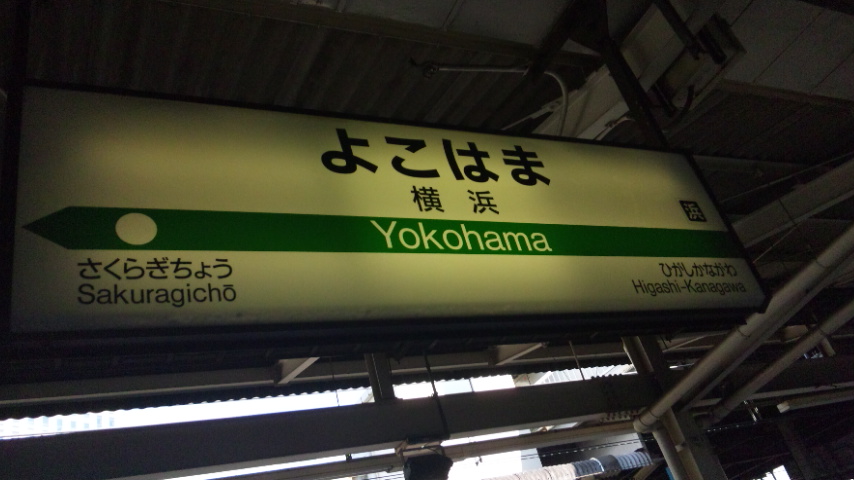 よこはま
横浜
浜
Yokohama
さくらぎちょう
Sakuragichō
ひがしかながわ
Higashi-Kanagawa